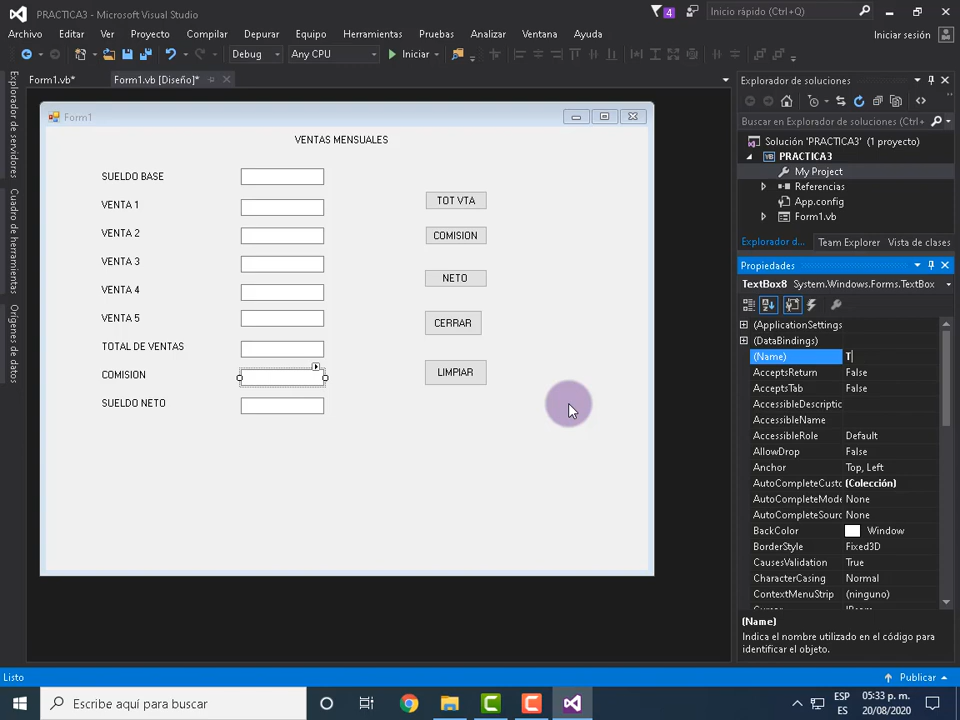 PRACTICA3 - Microsoft Visual Studio
4
Inicio rápido (Ctrl+Q)
Archivo Editar Ver Proyecto Compilar Depurar Equipo Herramientas Pruebas Analizar Ventana Ayuda
Iniciar sesión
Debug Any CPU Iniciar
Explorador de servidores
Cuadro de herramientas
Orígenes de datos
Form1.vb*
Form1.vb [Diseño]*
Form1
VENTAS MENSUALES
SUELDO BASE
VENTA 1
TOT VTA
VENTA 2
COMISION
VENTA 3
NETO
VENTA 4
VENTA 5
CERRAR
TOTAL DE VENTAS
COMISION
LIMPIAR
SUELDO NETO
Explorador de soluciones
Buscar en Explorador de soluciones (Ctrl+
Solución 'PRACTICA3' (1 proyecto)
VB PRACTICA3
My Project
Referencias
App.config
Form1.vb
Explorador d... Team Explorer Vista de clases
Propiedades
TextBox8 System.Windows.Forms.TextBox
(ApplicationSettings
(DataBindings)
(Name) T
AcceptsReturn False
AcceptsTab False
AccessibleDescriptic
AccessibleName
AccessibleRole Default
AllowDrop False
Anchor Top, Left
AutoCompleteCustc (Colección)
AutoCompleteMode None
AutoCompleteSourc None
BackColor Window
BorderStyle Fixed3D
CausesValidation True
CharacterCasing Normal
ContextMenuStrip (ninguno)
(Name)
Indica el nombre utilizado en el código para
identificar el objeto.
Listo
Publicar
Escribe aquí para buscar
ESP
ES
05:33 p. m.
20/08/2020